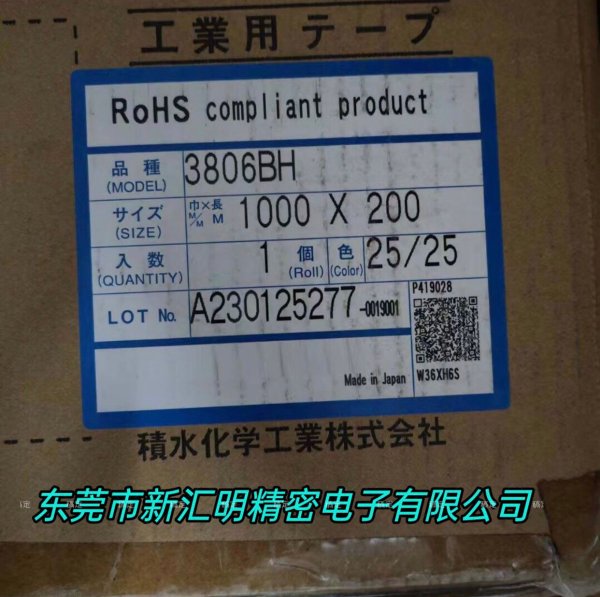 工業用テープ
RoHS compliant product
品種 (MODEL) 3806BH
サイズ (SIZE) 巾×長 M/M M 1000 X 200
入数 (QUANTITY) 1 個 (Roll) 色 (Color) 25/25
LOT No. A230125277-0019001
P419028
W36XH6S
Made in Japan
積水化学工業株式会社
东莞市新汇明精密电子有限公司